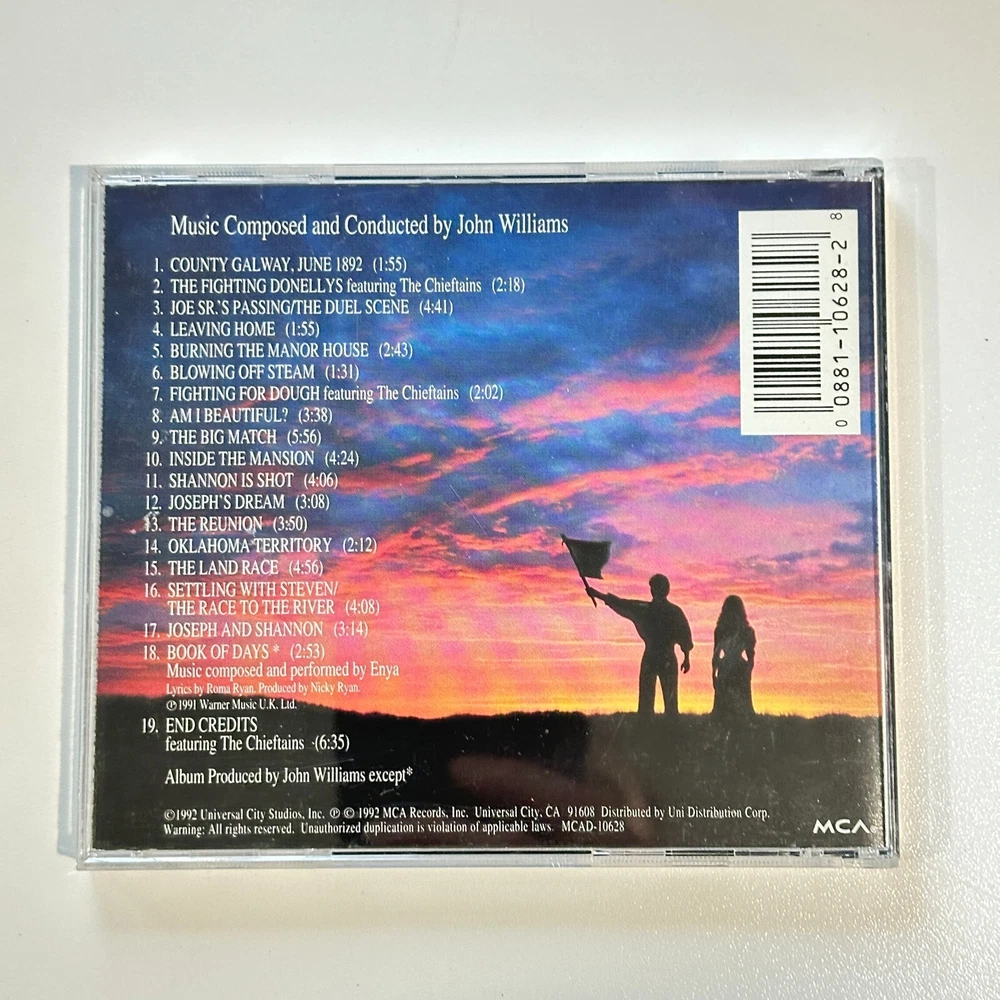 Music Composed and Conducted by John Williams
1. COUNTY GALWAY, JUNE 1892 (1:55)
2. THE FIGHTING DONELLYS featuring The Chieftains (2:18)
3. JOE SR.'S PASSING/THE DUEL SCENE (4:41)
4. LEAVING HOME (1:55)
5. BURNING THE MANOR HOUSE (2:43)
6. BLOWING OFF STEAM (1:31)
7. FIGHTING FOR DOUGH featuring The Chieftains (2:02)
8. AM I BEAUTIFUL? (3:38)
9. THE BIG MATCH (5:56)
10. INSIDE THE MANSION (4:24)
11. SHANNON IS SHOT (4:06)
12. JOSEPH'S DREAM (3:08)
13. THE REUNION (3:50)
14. OKLAHOMA TERRITORY (2:12)
15. THE LAND RACE (4:56)
16. SETTLING WITH STEVEN/
THE RACE TO THE RIVER (4:08)
17. JOSEPH AND SHANNON (3:14)
18. BOOK OF DAYS * (2:53)
Music composed and performed by Enya
Lyrics by Roma Ryan. Produced by Nicky Ryan.
℗ 1991 Warner Music U.K. Ltd.
19. END CREDITS
featuring The Chieftains (6:35)
Album Produced by John Williams except*
©1992 Universal City Studios, Inc. ℗ © 1992 MCA Records, Inc. Universal City, CA 91608 Distributed by Uni Distribution Corp.
Warning: All rights reserved. Unauthorized duplication is violation of applicable laws. MCAD-10628
MCA
0 0881-10628-2 8